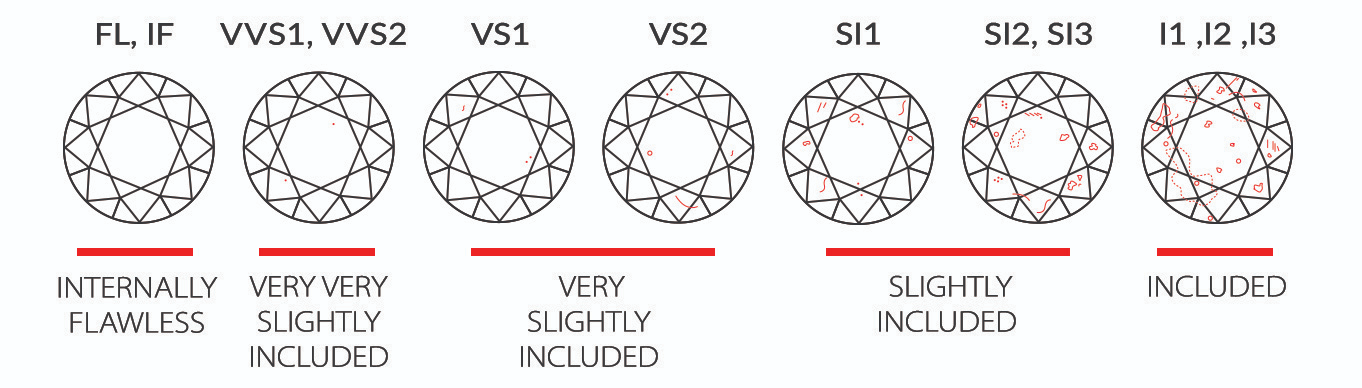 FL, IF VVS1, VVS2 VS1 VS2 SI1 SI2, SI3 I1 ,I2 ,I3
INTERNALLY
FLAWLESS
VERY VERY
SLIGHTLY
INCLUDED
VERY
SLIGHTLY
INCLUDED
SLIGHTLY
INCLUDED
INCLUDED